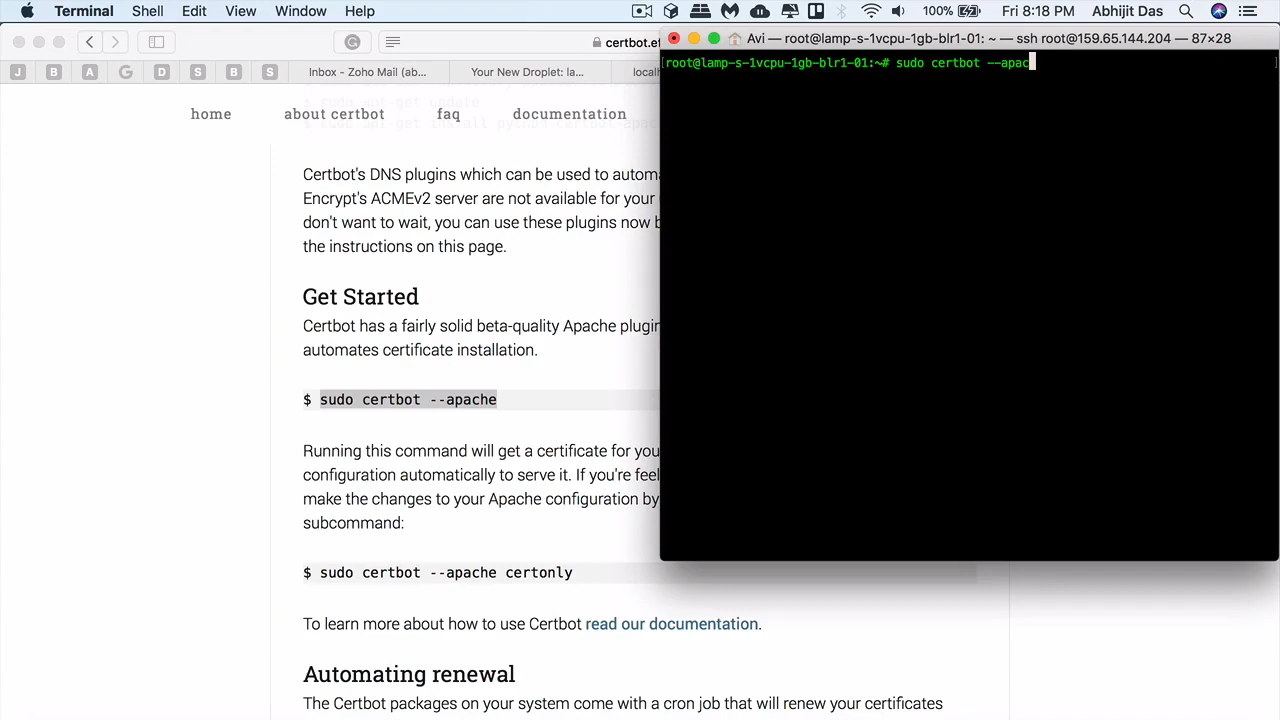 Terminal Shell Edit View Window Help 100% Fri 8:18 PM Abhijit Das
certbot.ef
Avi — root@lamp-s-1vcpu-1gb-blr1-01: ~ — ssh root@159.65.144.204 — 87×28
J B A G D S B S Inbox - Zoho Mail (ab... Your New Droplet: la... local
[root@lamp-s-1vcpu-1gb-blr1-01:~# sudo certbot --apac ]
$ sudo apt-get update
home about certbot faq documentation
Certbot's DNS plugins which can be used to automa
Encrypt's ACMEv2 server are not available for your
don't want to wait, you can use these plugins now b
the instructions on this page.
Get Started
Certbot has a fairly solid beta-quality Apache plugin
automates certificate installation.
$ sudo certbot --apache
Running this command will get a certificate for you
configuration automatically to serve it. If you're feel
make the changes to your Apache configuration by
subcommand:
$ sudo certbot --apache certonly
To learn more about how to use Certbot read our documentation.
Automating renewal
The Certbot packages on your system come with a cron job that will renew your certificates